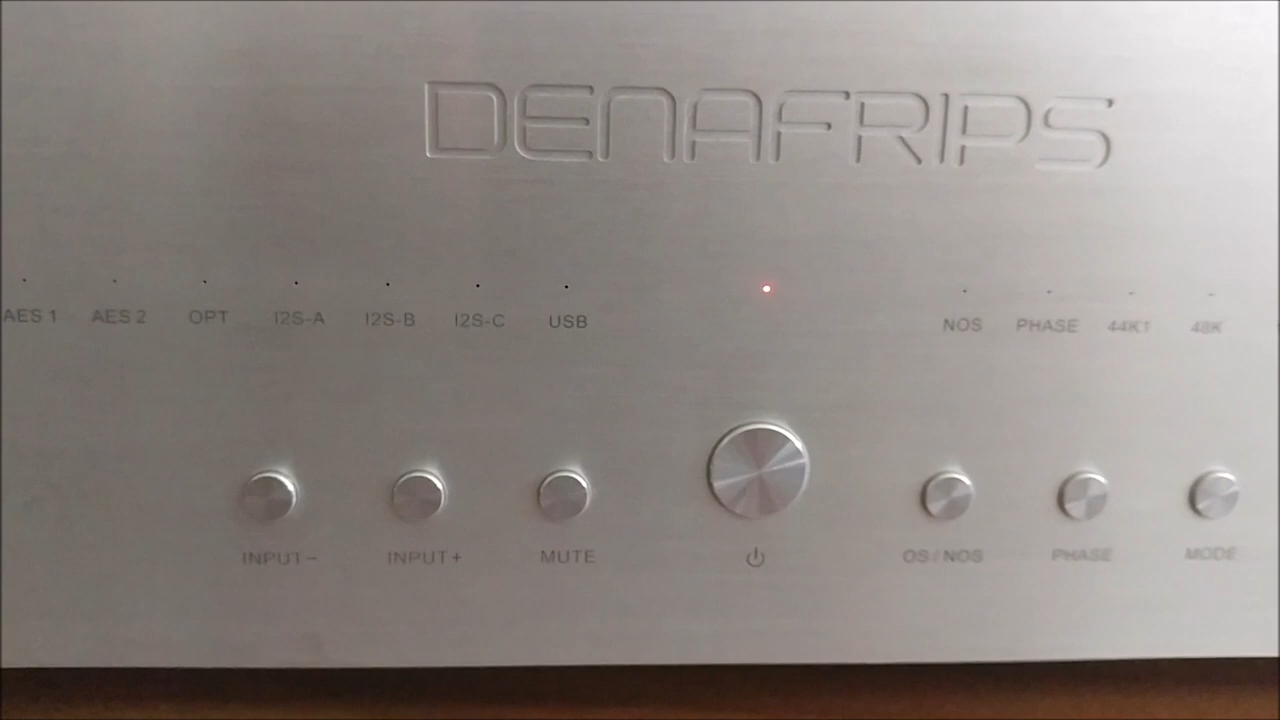 DENAFRIPS
AES 1 AES 2 OPT I2S-A I2S-B I2S-C USB NOS PHASE 44K1 48K
INPUT− INPUT+ MUTE OS/NOS PHASE MODE